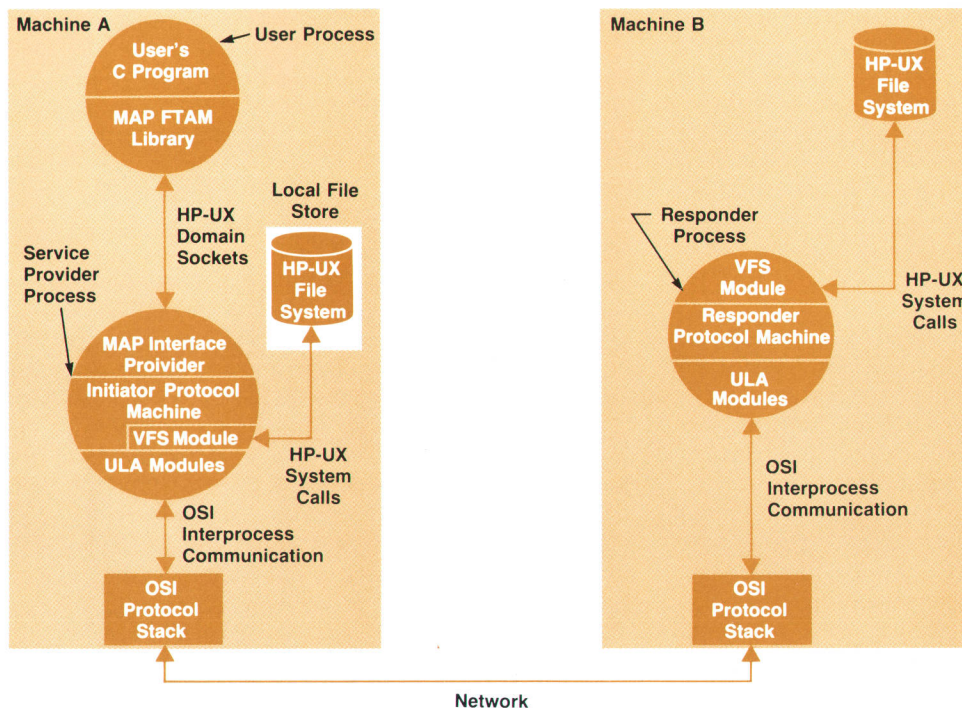 Machine A
User Process
User's
C Program
MAP FTAM
Library
HP-UX
Domain
Sockets
Local File
Store
HP-UX
File
System
Service
Provider
Process
MAP Interface
Proivider
Initiator Protocol
Machine
VFS Module
ULA Modules
HP-UX
System
Calls
OSI
Interprocess
Communication
OSI
Protocol
Stack
Machine B
HP-UX
File
System
Responder
Process
VFS
Module
Responder
Protocol Machine
ULA
Modules
HP-UX
System
Calls
OSI
Interprocess
Communication
OSI
Protocol
Stack
Network